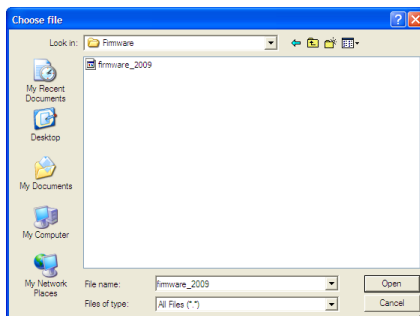 Choose file
Look in: Firmware
firmware_2009
My Recent
Documents
Desktop
My Documents
My Computer
My Network
Places
File name: firmware_2009
Open
Files of type: All Files (*.*)
Cancel